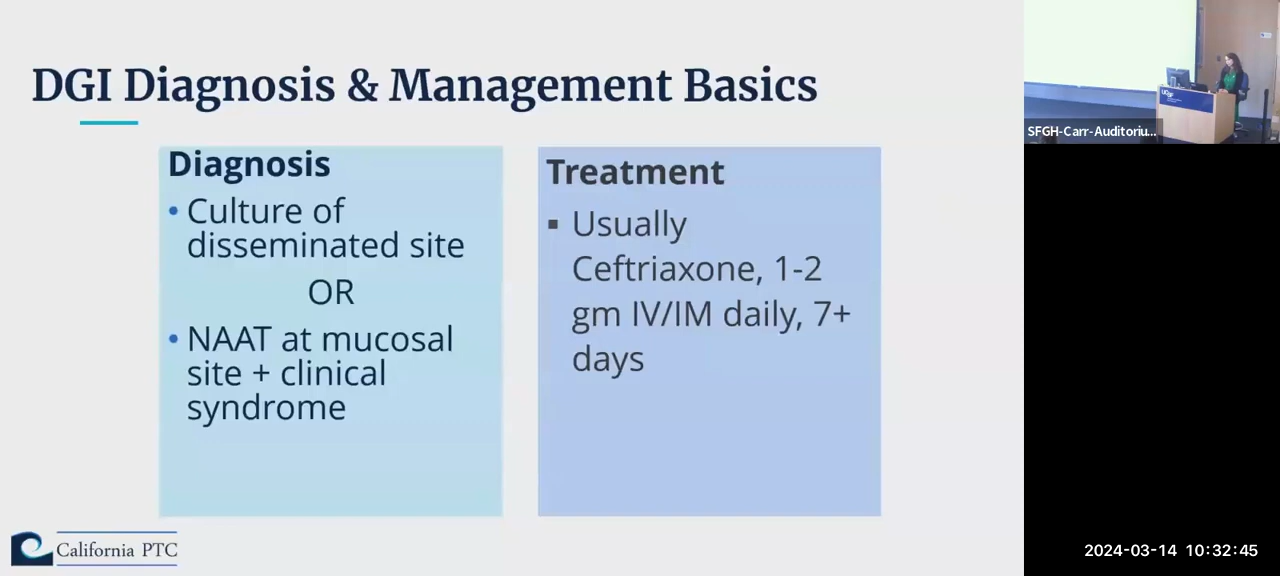 DGI Diagnosis & Management Basics
Diagnosis
• Culture of
disseminated site
OR
• NAAT at mucosal
site + clinical
syndrome
Treatment
▪ Usually
Ceftriaxone, 1-2
gm IV/IM daily, 7+
days
California PTC
UCSF
SFGH-Carr-Auditoriu...
2024-03-14 10:32:45